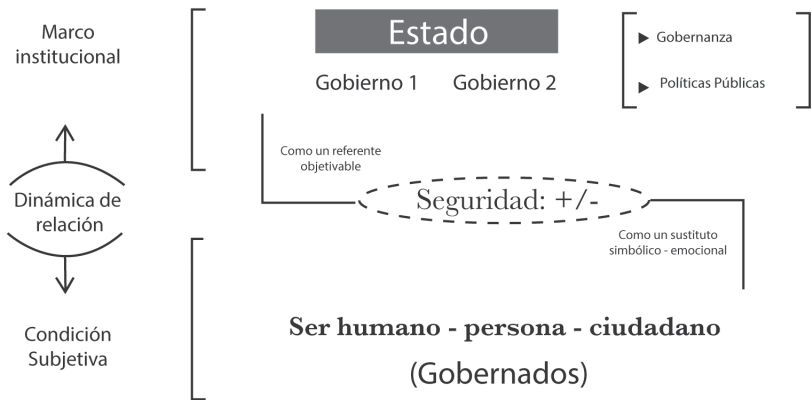 Marco
institucional
Estado
Gobierno 1
Gobierno 2
Gobernanza
Políticas Públicas
Como un referente
objetivable
Dinámica de
relación
Seguridad: +/-
Como un sustituto
simbólico - emocional
Condición
Subjetiva
Ser humano - persona - ciudadano
(Gobernados)